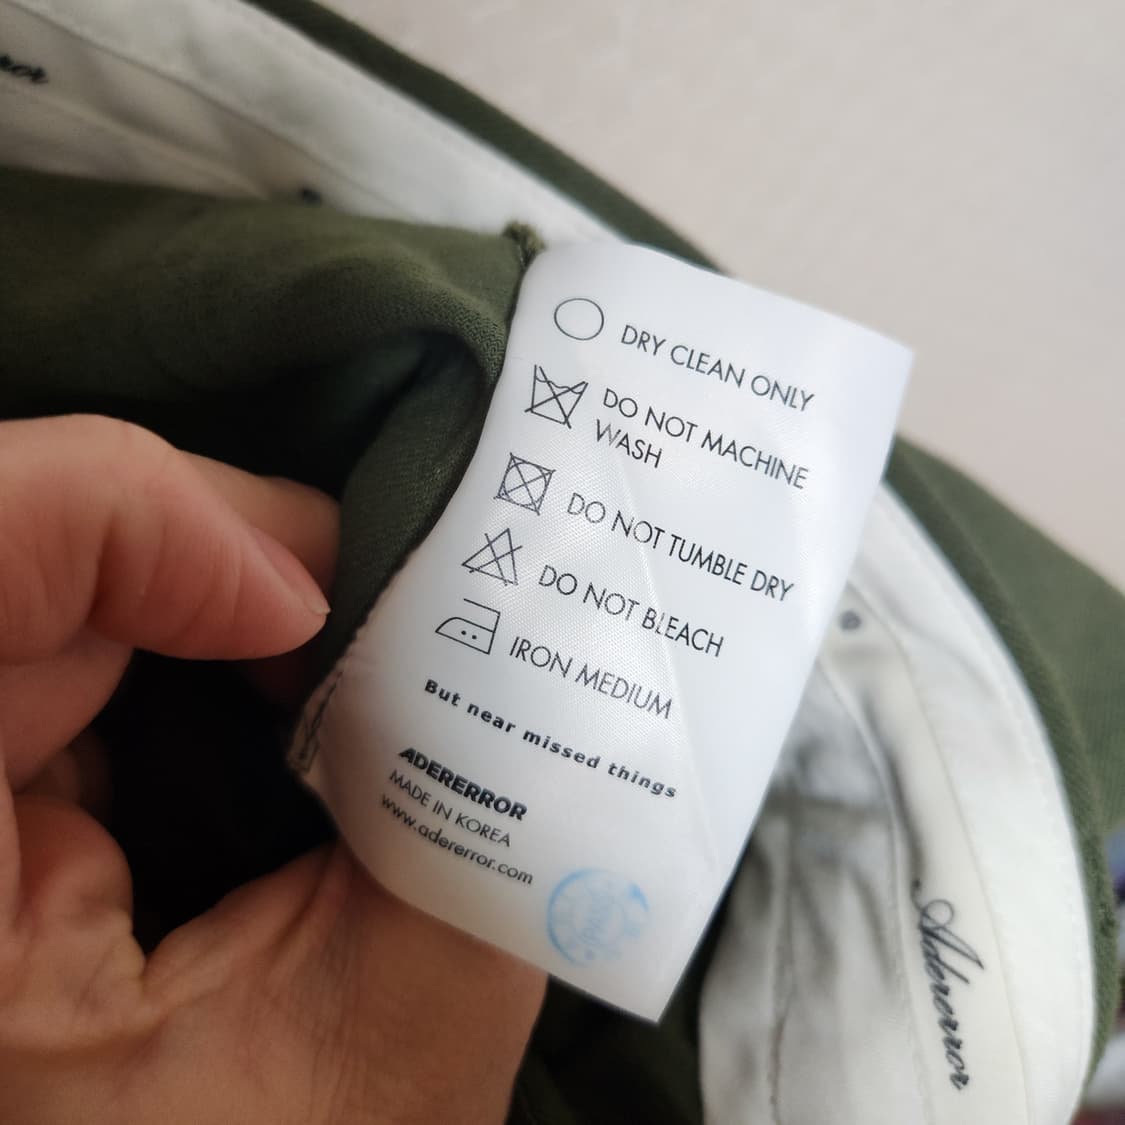 DRY CLEAN ONLY
DO NOT MACHINE
WASH
DO NOT TUMBLE DRY
DO NOT BLEACH
IRON MEDIUM
But near missed things
ADERERROR
MADE IN KOREA
www.adererror.com
Adererror